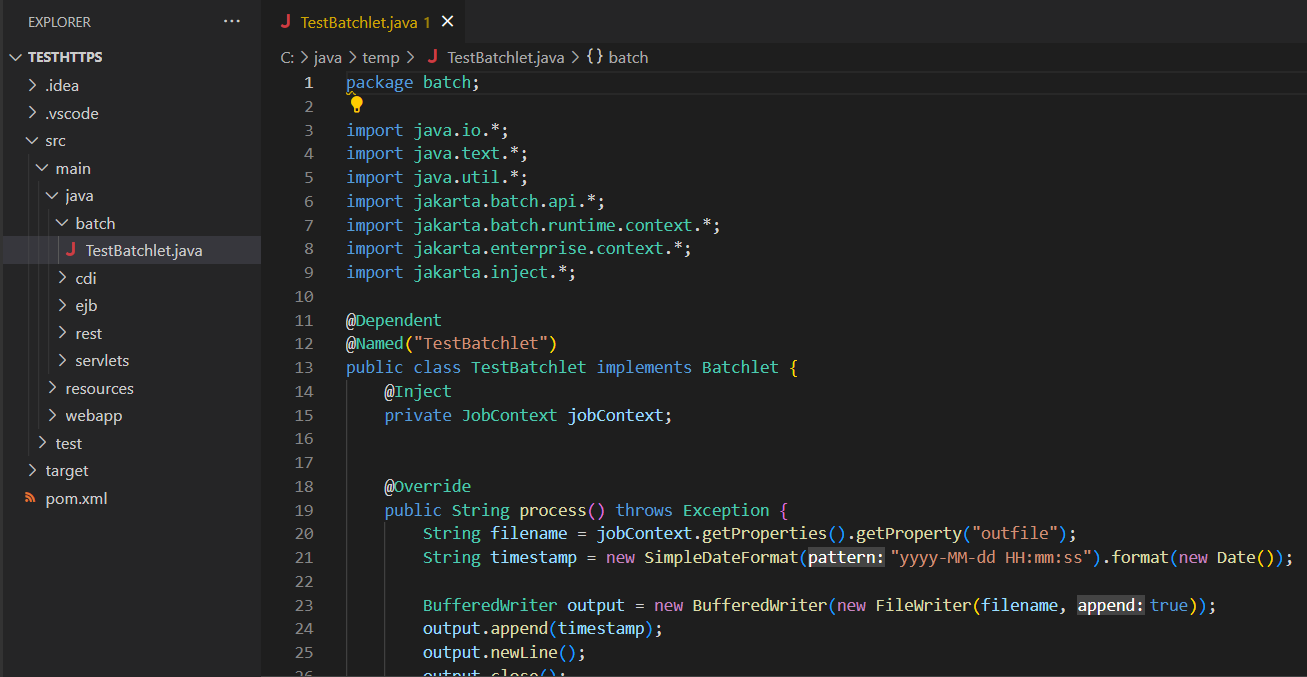 EXPLORER ...
TESTHTTPS
.idea
.vscode
src
main
java
batch
TestBatchlet.java
cdi
ejb
rest
servlets
resources
webapp
test
target
pom.xml
TestBatchlet.java 1
C: > java > temp > TestBatchlet.java > {} batch
1 package batch;
2
3 import java.io.*;
4 import java.text.*;
5 import java.util.*;
6 import jakarta.batch.api.*;
7 import jakarta.batch.runtime.context.*;
8 import jakarta.enterprise.context.*;
9 import jakarta.inject.*;
10
11 @Dependent
12 @Named("TestBatchlet")
13 public class TestBatchlet implements Batchlet {
14 @Inject
15 private JobContext jobContext;
16
17
18 @Override
19 public String process() throws Exception {
20 String filename = jobContext.getProperties().getProperty("outfile");
21 String timestamp = new SimpleDateFormat(pattern: "yyyy-MM-dd HH:mm:ss").format(new Date());
22
23 BufferedWriter output = new BufferedWriter(new FileWriter(filename, append: true));
24 output.append(timestamp);
25 output.newLine();
26 output.close();